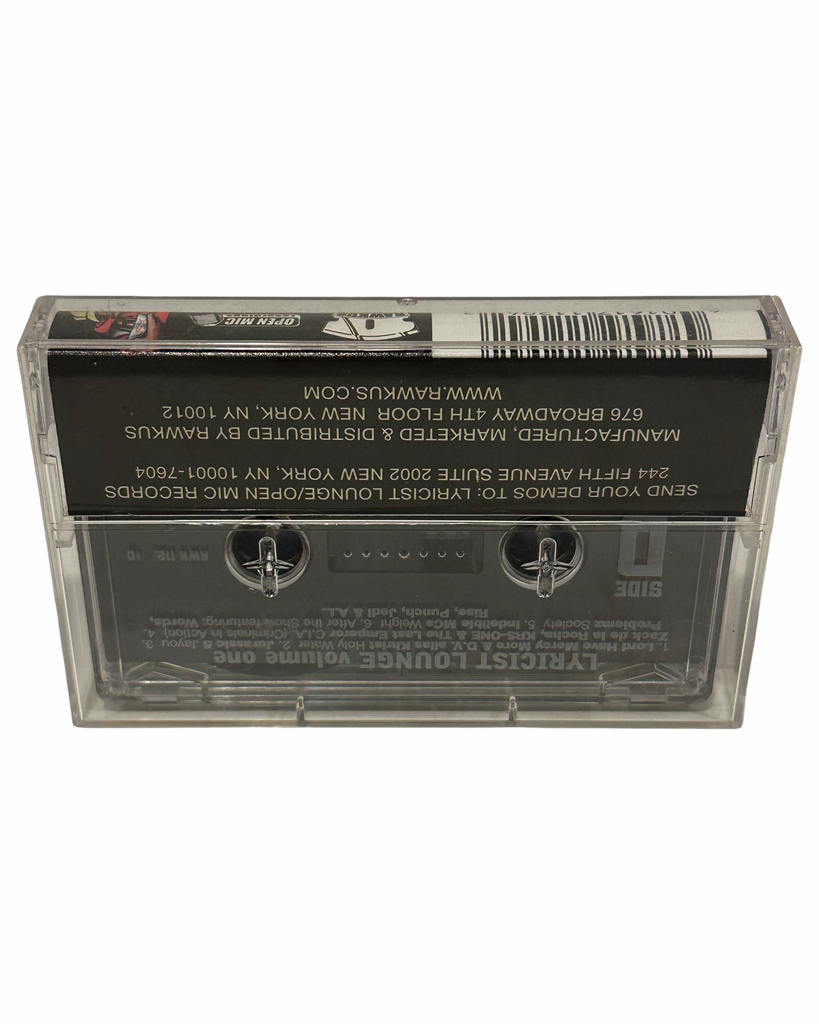 LYRICIST LOUNGE volume one
1. Lord Have Mercy More & D.V. alias Khrist Holy Water 2. Jurassic 5 Jayou 3.
Zack de la Rocha, KRS-ONE & The Last Emperor C.I.A. (Criminals in Action) 4.
Problemz Society 5. Indelible MCs Weight 6. After the Show featuring: Words,
Rise, Punch, Jedi & A.L.
SIDE
D
SEND YOUR DEMOS TO: LYRICIST LOUNGE/OPEN MIC RECORDS
244 FIFTH AVENUE SUITE 2002 NEW YORK, NY 10001-7604
MANUFACTURED, MARKETED & DISTRIBUTED BY RAWKUS
676 BROADWAY 4TH FLOOR NEW YORK, NY 10012
WWW.RAWKUS.COM
RAWKUS
OPEN MIC